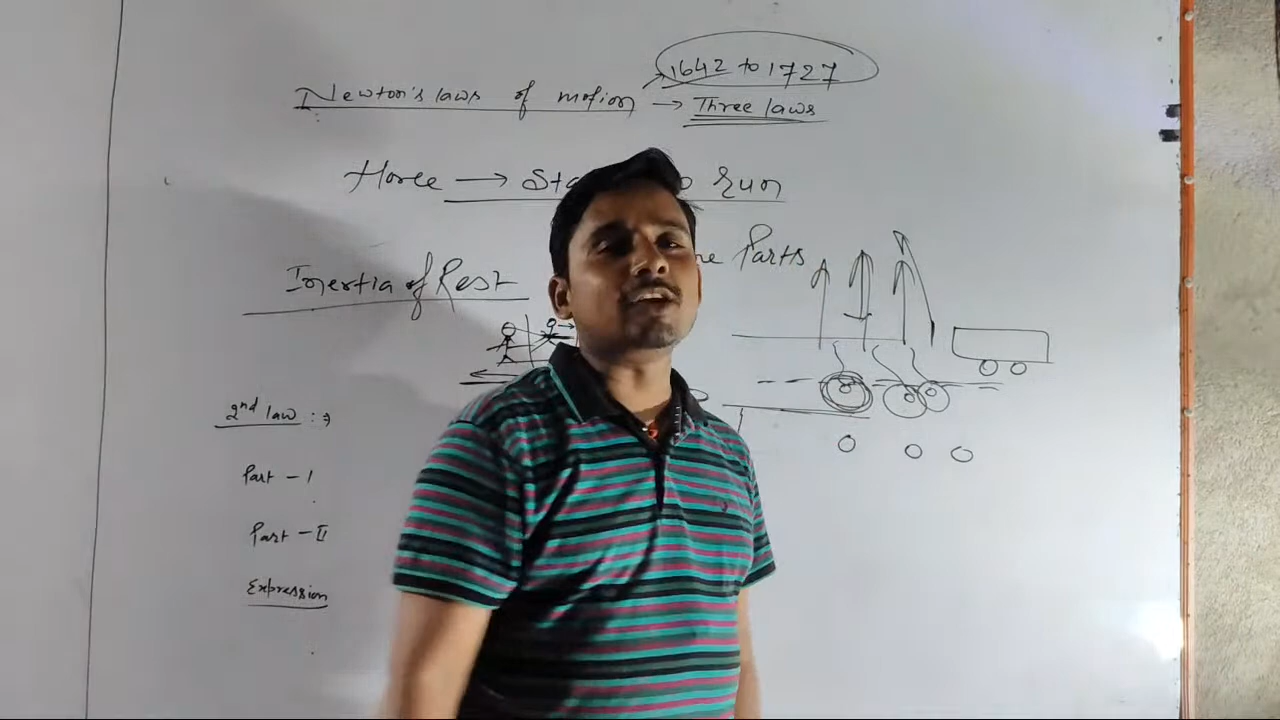 1642 to 1727
Newton's laws of motion → Three laws
Horse → run
Inertia of Rest Parts
2nd law :→
Part - I
Part - II
Expression